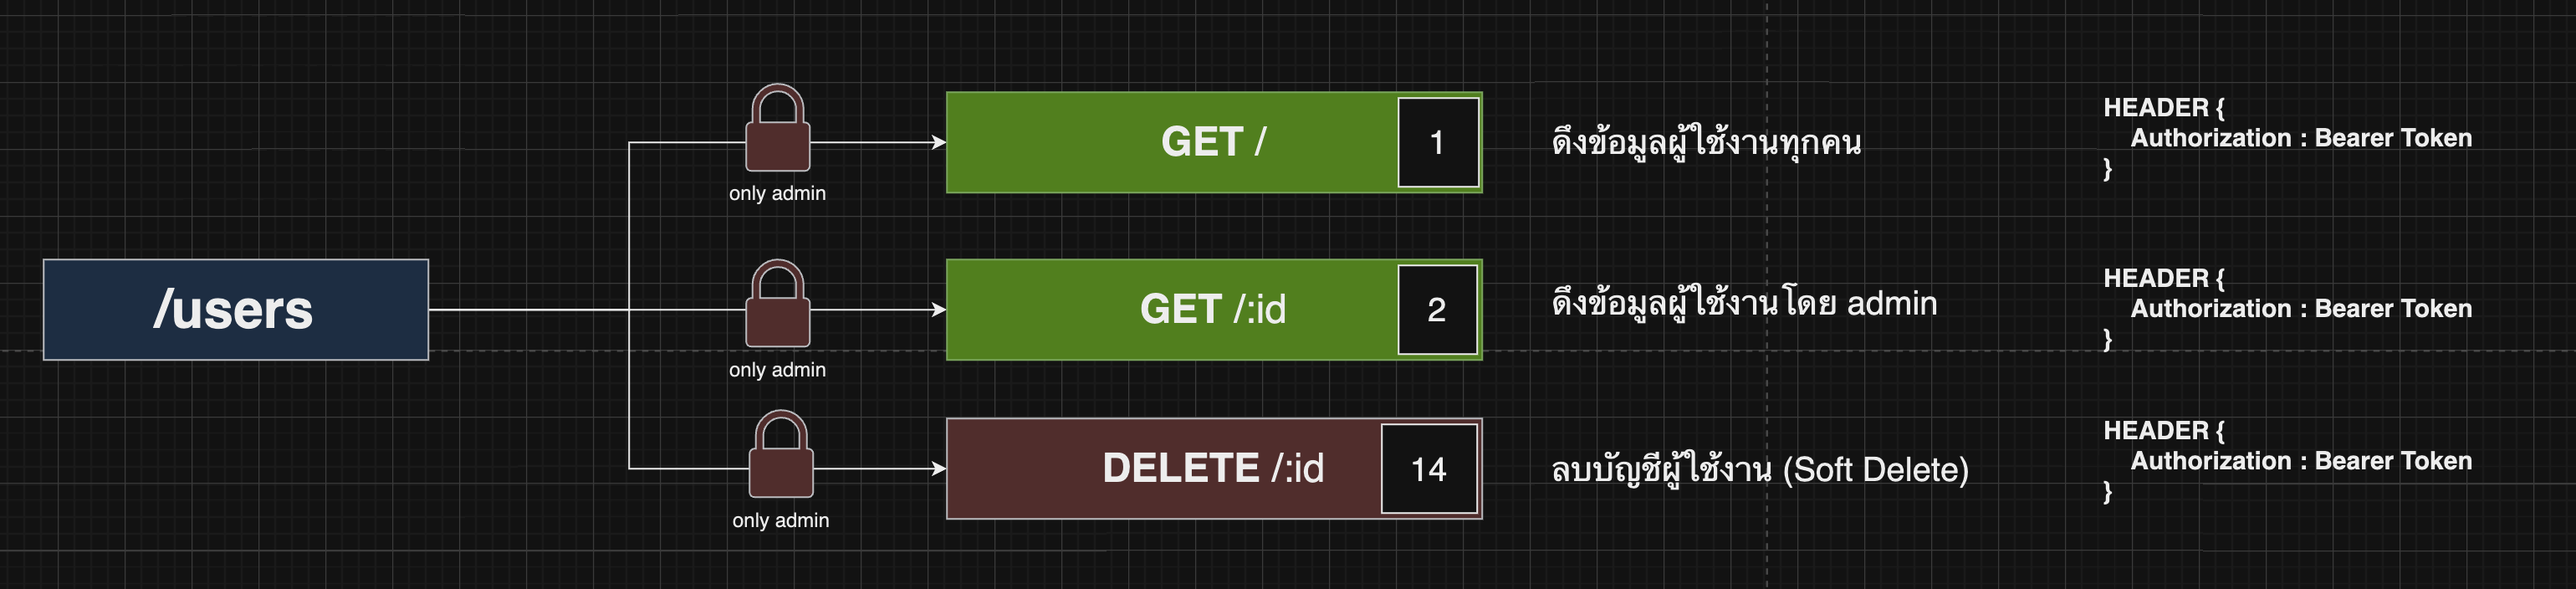 /users
only admin
GET /
1
ดึงข้อมูลผู้ใช้งานทุกคน
HEADER {
Authorization : Bearer Token
}
only admin
GET /:id
2
ดึงข้อมูลผู้ใช้งานโดย admin
HEADER {
Authorization : Bearer Token
}
only admin
DELETE /:id
14
ลบบัญชีผู้ใช้งาน (Soft Delete)
HEADER {
Authorization : Bearer Token
}